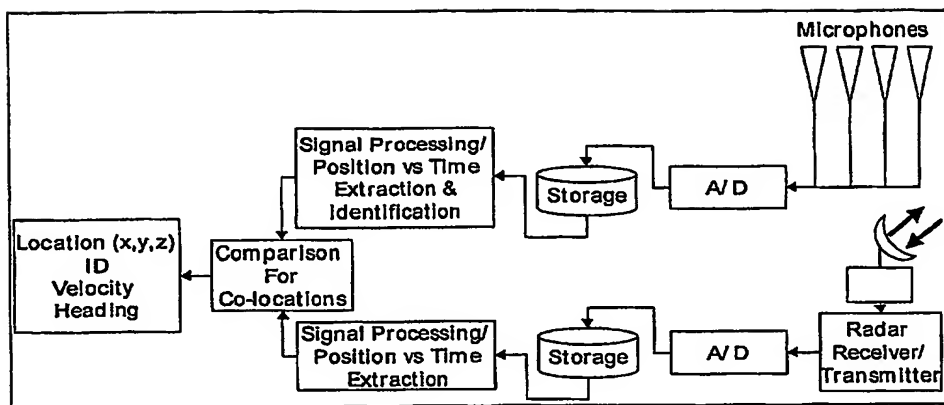 Microphones
Signal Processing/
Position vs Time
Extraction &
Identification
Storage
A/D
Location (x,y,z)
ID
Velocity
Heading
Comparison
For
Co-locations
Signal Processing/
Position vs Time
Extraction
Storage
A/D
Radar
Receiver/
Transmitter